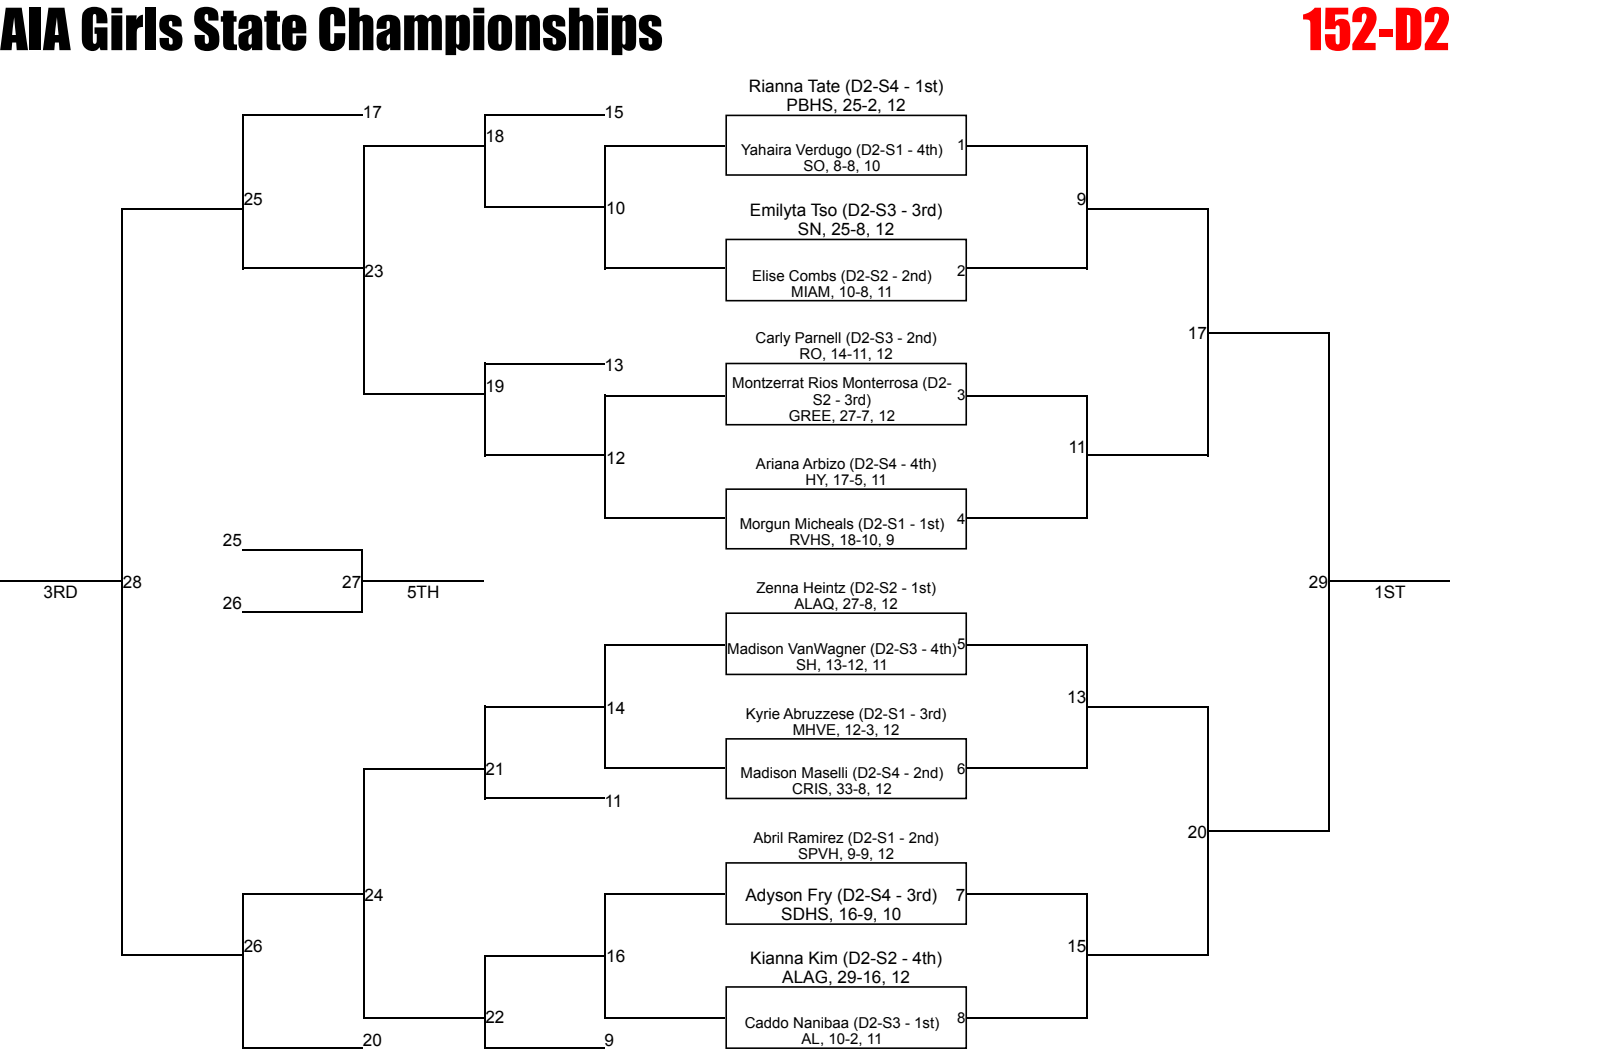 AIA Girls State Championships
152-D2
Rianna Tate (D2-S4 - 1st)
PBHS, 25-2, 12
17
15
18
Yahaira Verdugo (D2-S1 - 4th)
SO, 8-8, 10
1
25
10
9
Emilyta Tso (D2-S3 - 3rd)
SN, 25-8, 12
23
Elise Combs (D2-S2 - 2nd)
MIAM, 10-8, 11
2
17
Carly Parnell (D2-S3 - 2nd)
RO, 14-11, 12
13
19
Montzerrat Rios Monterrosa (D2-
S2 - 3rd)
GREE, 27-7, 12
3
12
11
Ariana Arbizo (D2-S4 - 4th)
HY, 17-5, 11
Morgun Micheals (D2-S1 - 1st)
RVHS, 18-10, 9
4
25
3RD
28
27
5TH
26
29
1ST
Zenna Heintz (D2-S2 - 1st)
ALAQ, 27-8, 12
Madison VanWagner (D2-S3 - 4th)
SH, 13-12, 11
5
14
13
Kyrie Abruzzese (D2-S1 - 3rd)
MHVE, 12-3, 12
21
Madison Maselli (D2-S4 - 2nd)
CRIS, 33-8, 12
6
11
20
Abril Ramirez (D2-S1 - 2nd)
SPVH, 9-9, 12
24
Adyson Fry (D2-S4 - 3rd)
SDHS, 16-9, 10
7
26
16
15
Kianna Kim (D2-S2 - 4th)
ALAG, 29-16, 12
22
Caddo Nanibaa (D2-S3 - 1st)
AL, 10-2, 11
8
20
9